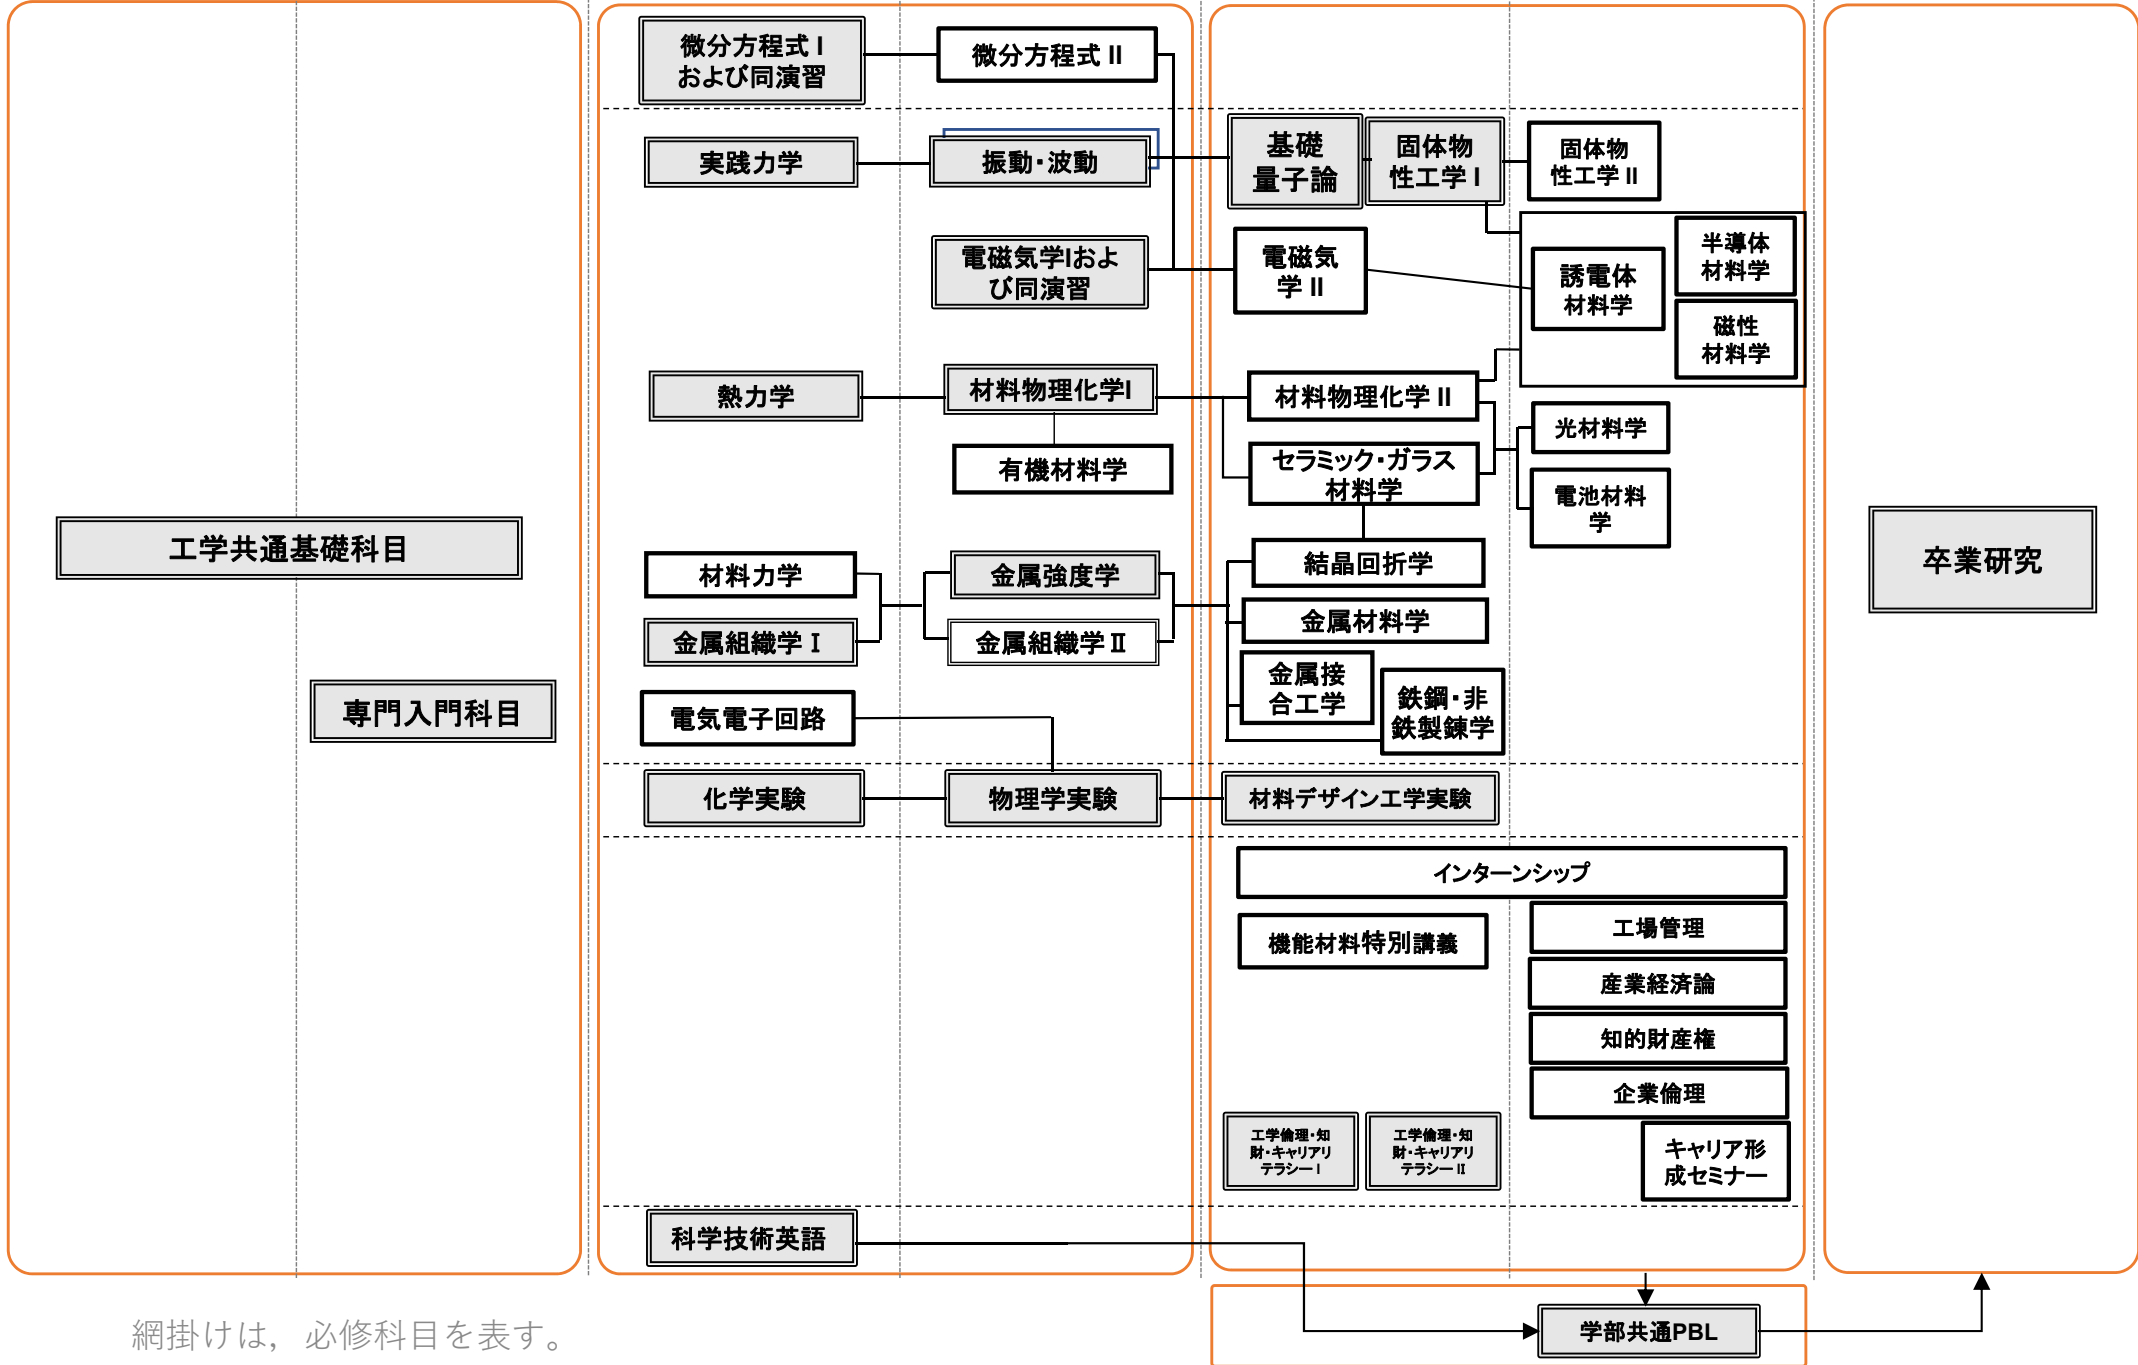 微分方程式 I
および同演習
微分方程式 II
実践力学
振動・波動
基礎
量子論
固体物
性工学 I
固体物
性工学 II
電磁気学Iおよ
び同演習
電磁気
学 II
誘電体
材料学
半導体
材料学
磁性
材料学
熱力学
材料物理化学I
材料物理化学 II
有機材料学
セラミック・ガラス
材料学
光材料学
電池材料
学
工学共通基礎科目
専門入門科目
材料力学
金属組織学 I
金属強度学
金属組織学 II
結晶回折学
金属材料学
金属接
合工学
鉄鋼・非
鉄製錬学
電気電子回路
卒業研究
化学実験
物理学実験
材料デザイン工学実験
インターンシップ
機能材料特別講義
工場管理
産業経済論
知的財産権
企業倫理
工学倫理・知
財・キャリアリ
テラシー I
工学倫理・知
財・キャリアリ
テラシー II
キャリア形
成セミナー
科学技術英語
学部共通PBL
網掛けは，必修科目を表す。